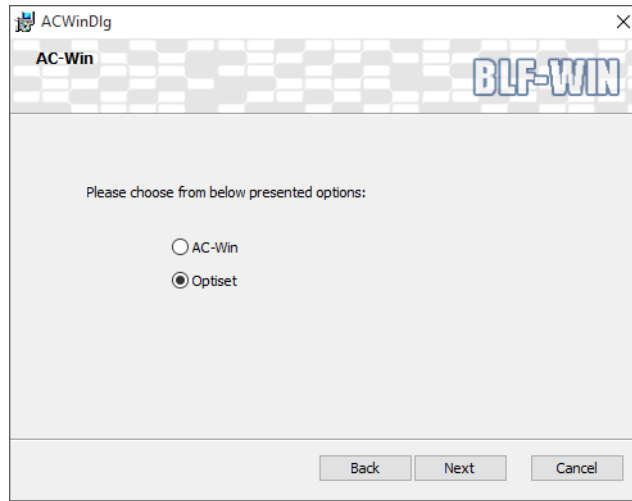 ACWinDlg
AC-Win
BLF-WIN
Please choose from below presented options:
AC-Win
Optiset
Back Next Cancel